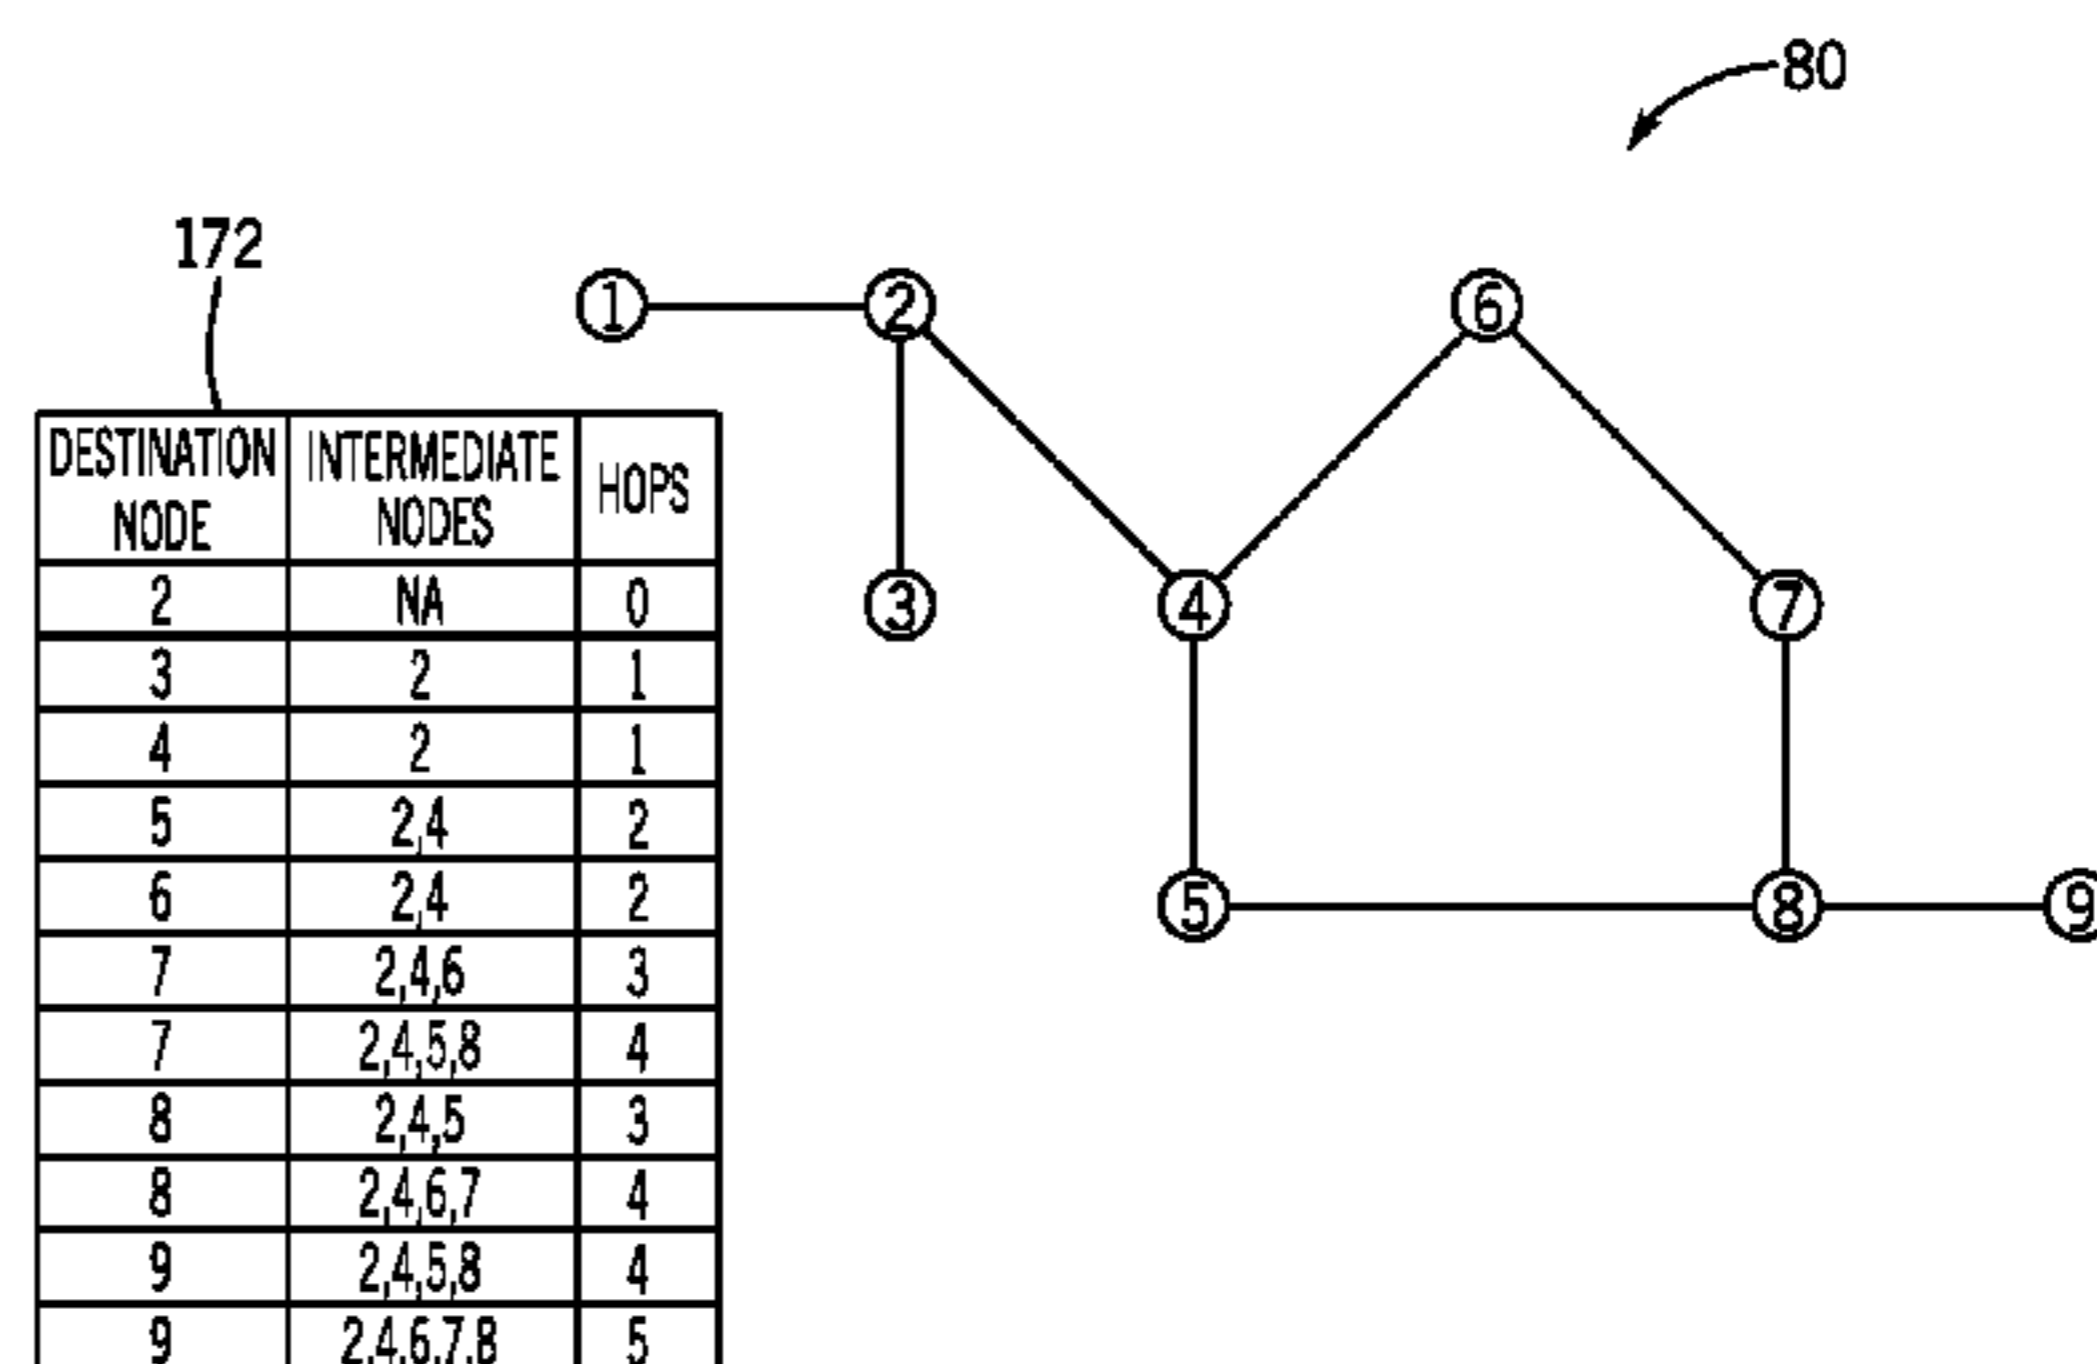 80
172
1 2 6
DESTINATION NODE INTERMEDIATE NODES HOPS
2 NA 0
3 4 7
3 2 1
4 2 1
5 2,4 2
6 2,4 2
5 8 9
7 2,4,6 3
7 2,4,5,8 4
8 2,4,5 3
8 2,4,6,7 4
9 2,4,5,8 4
9 2,4,6,7,8 5